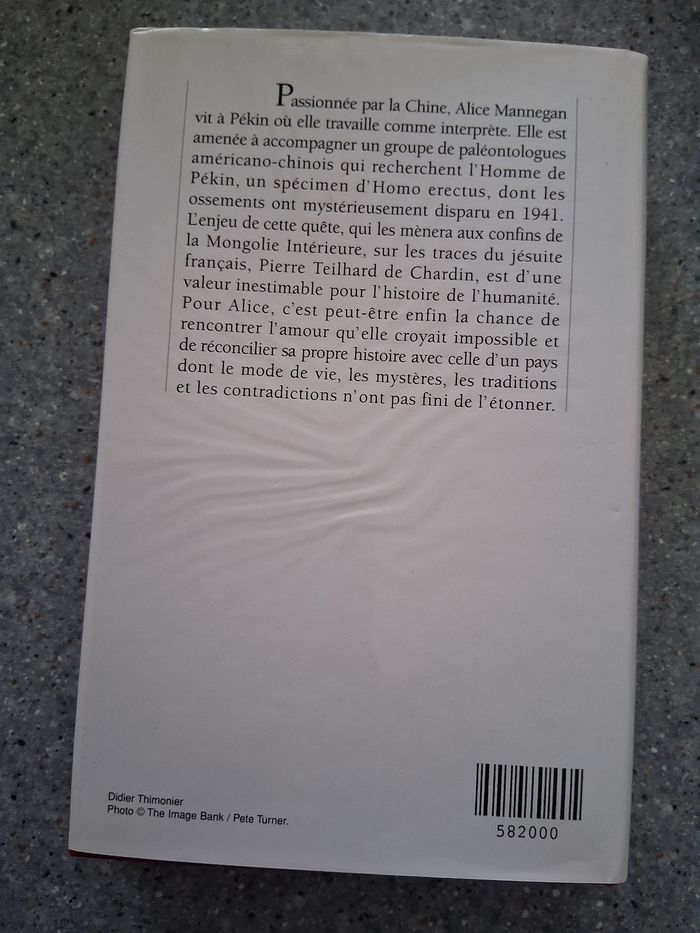 Passionnée par la Chine, Alice Mannegan
vit à Pékin où elle travaille comme interprète. Elle est
amenée à accompagner un groupe de paléontologues
américano-chinois qui recherchent l'Homme de
Pékin, un spécimen d'Homo erectus, dont les
ossements ont mystérieusement disparu en 1941.
L'enjeu de cette quête, qui les mènera aux confins de
la Mongolie Intérieure, sur les traces du jésuite
français, Pierre Teilhard de Chardin, est d'une
valeur inestimable pour l'histoire de l'humanité.
Pour Alice, c'est peut-être enfin la chance de
rencontrer l'amour qu'elle croyait impossible et
de réconcilier sa propre histoire avec celle d'un pays
dont le mode de vie, les mystères, les traditions
et les contradictions n'ont pas fini de l'étonner.
Didier Thimonier
Photo © The Image Bank / Pete Turner.
582000